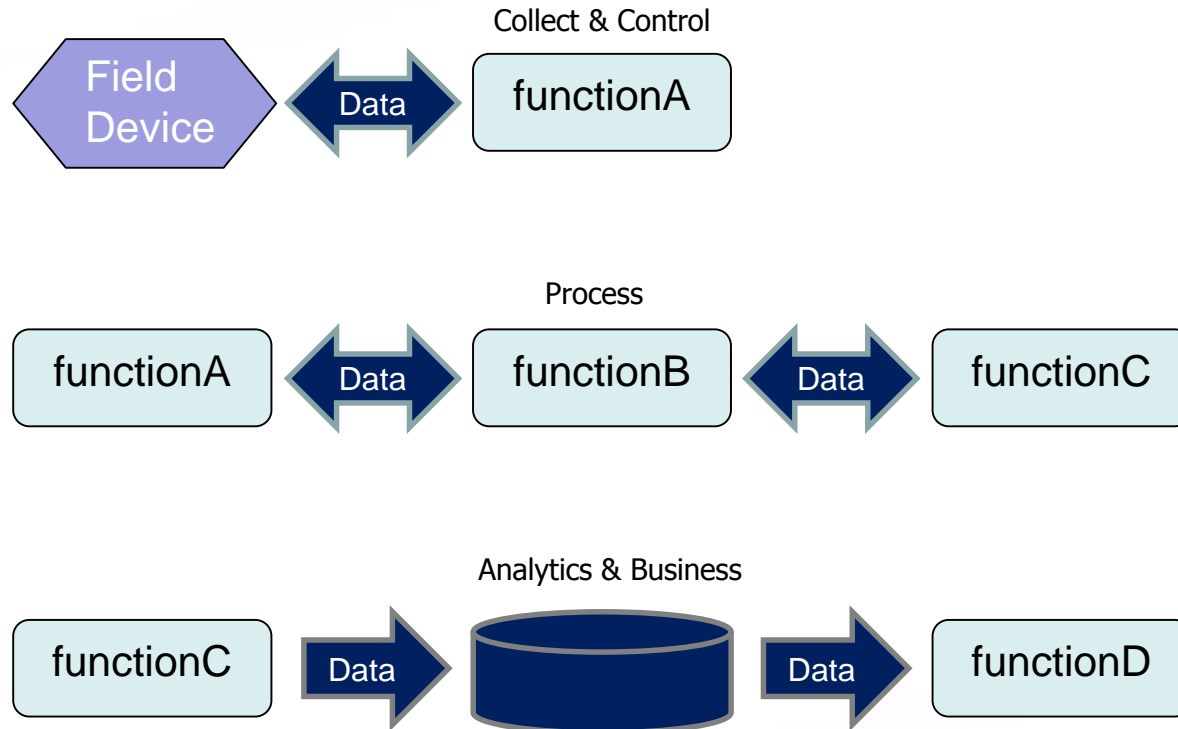 Collect & Control
Field
Device
Data
functionA
Process
functionA
Data
functionB
Data
functionC
Analytics & Business
functionC
Data
Data
functionD